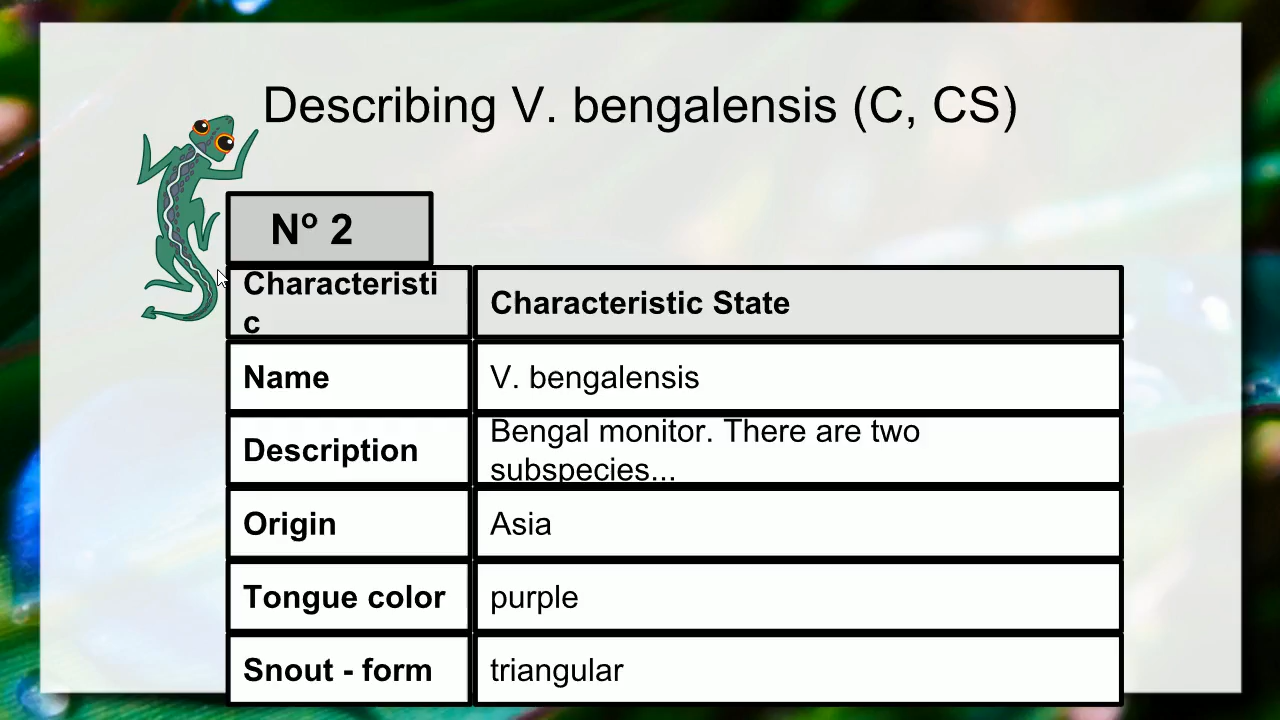 Describing V. bengalensis (C, CS)
Nº 2
Characteristi
c
Characteristic State
Name
V. bengalensis
Description
Bengal monitor. There are two
subspecies...
Origin
Asia
Tongue color
purple
Snout - form
triangular